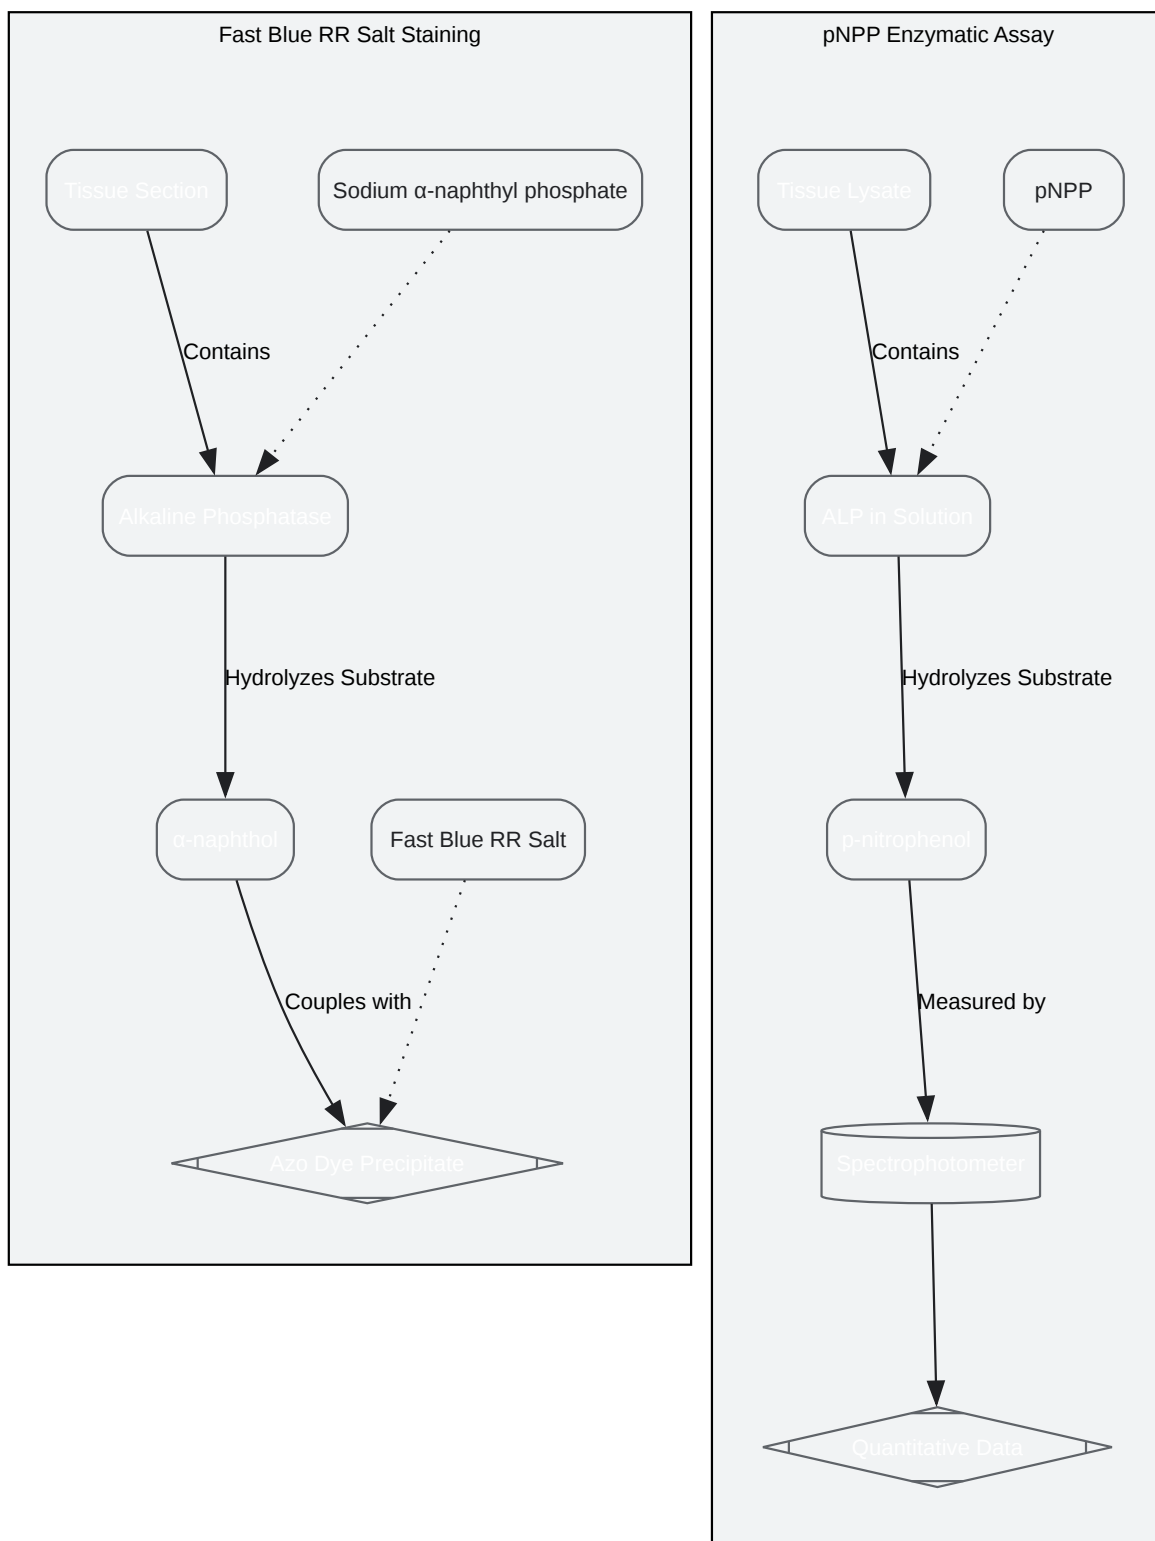 Fast Blue RR Salt Staining
Tissue Section
Sodium α-naphthyl phosphate
Contains
Alkaline Phosphatase
Hydrolyzes Substrate
α-naphthol
Fast Blue RR Salt
Couples with
Azo Dye Precipitate
pNPP Enzymatic Assay
Tissue Lysate
pNPP
Contains
ALP in Solution
Hydrolyzes Substrate
p-nitrophenol
Measured by
Spectrophotometer
Quantitative Data